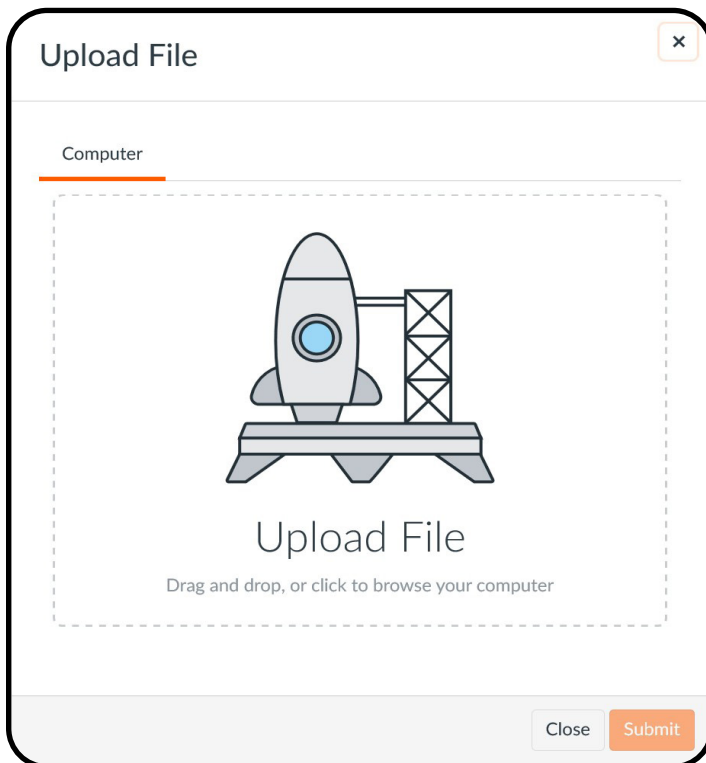 Upload File
×
Computer
Upload File
Drag and drop, or click to browse your computer
Close
Submit